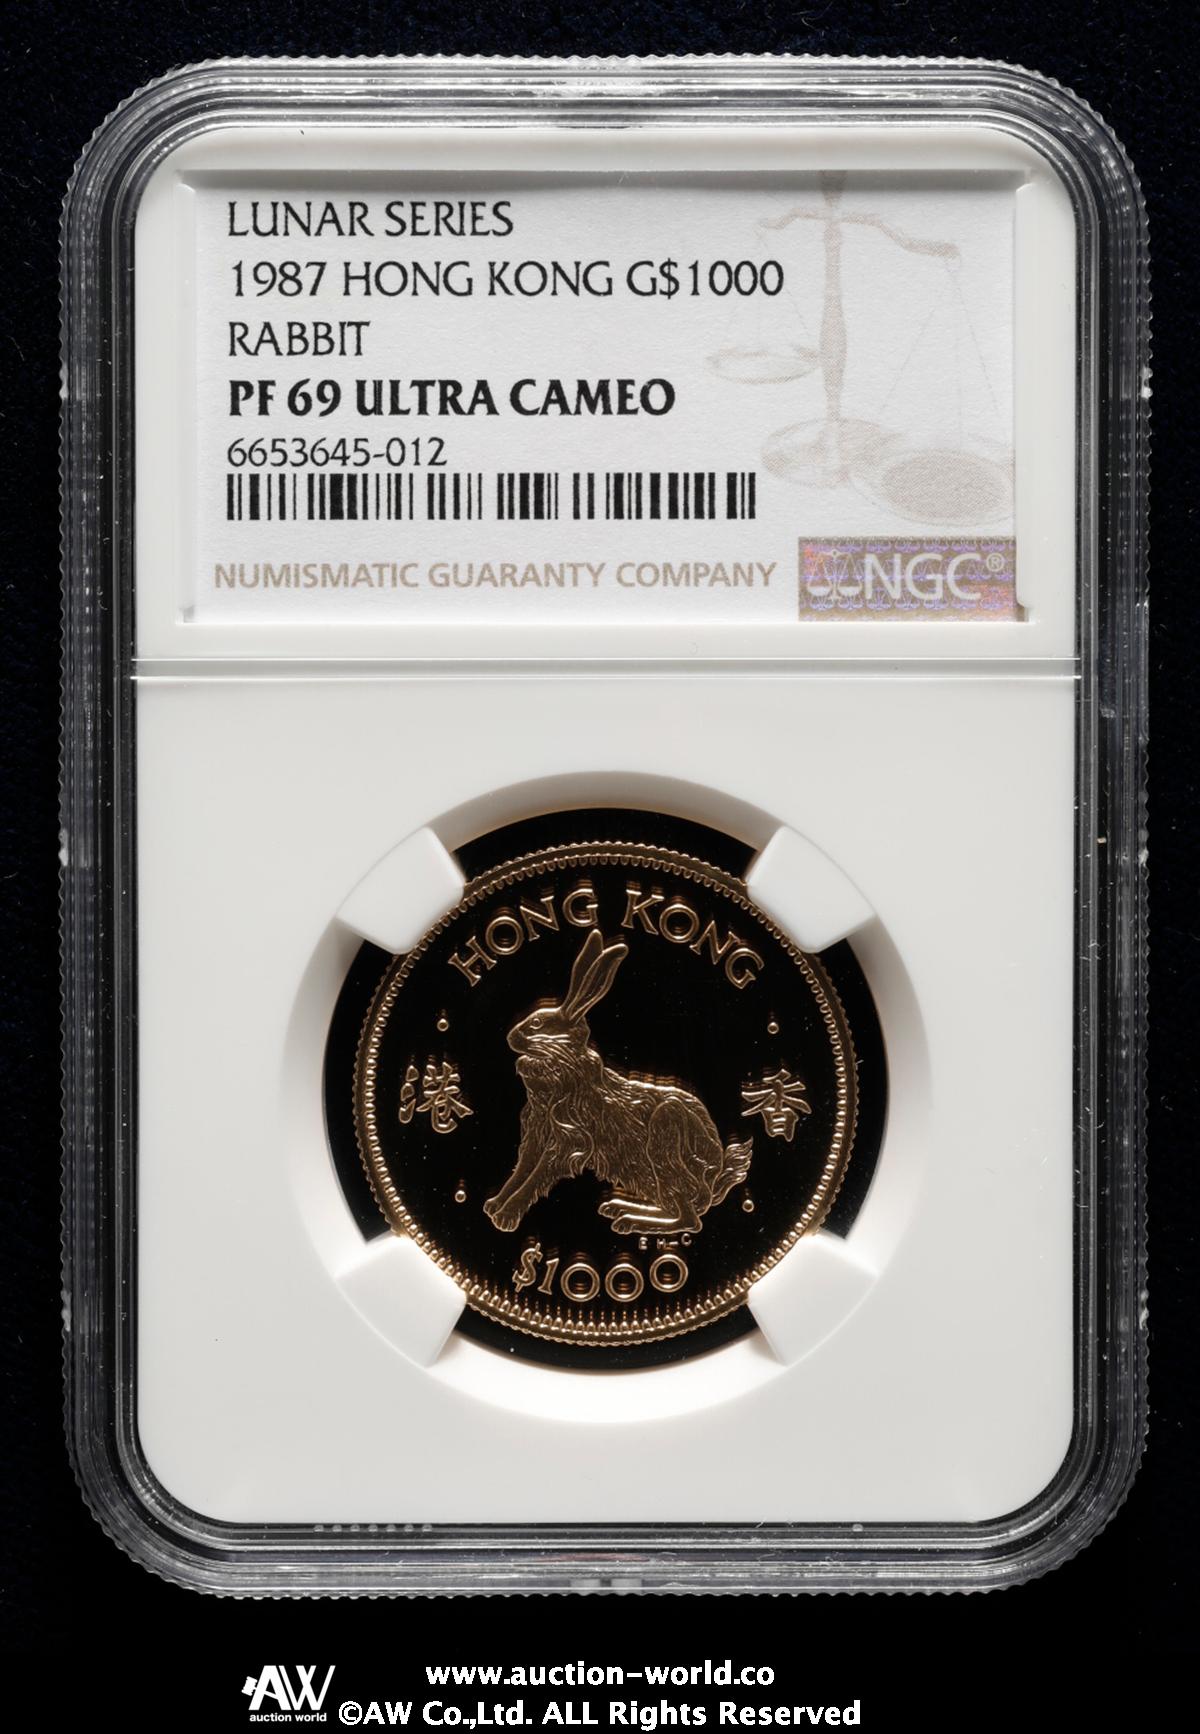 LUNAR SERIES
1987 HONG KONG G$1000
RABBIT
PF 69 ULTRA CAMEO
6653645-012
NUMISMATIC GUARANTY COMPANY
NGC®
HONG KONG
港 香
E H-C
$1000
AW
auction world
www.auction-world.co
©AW Co.,Ltd. ALL Rights Reserved